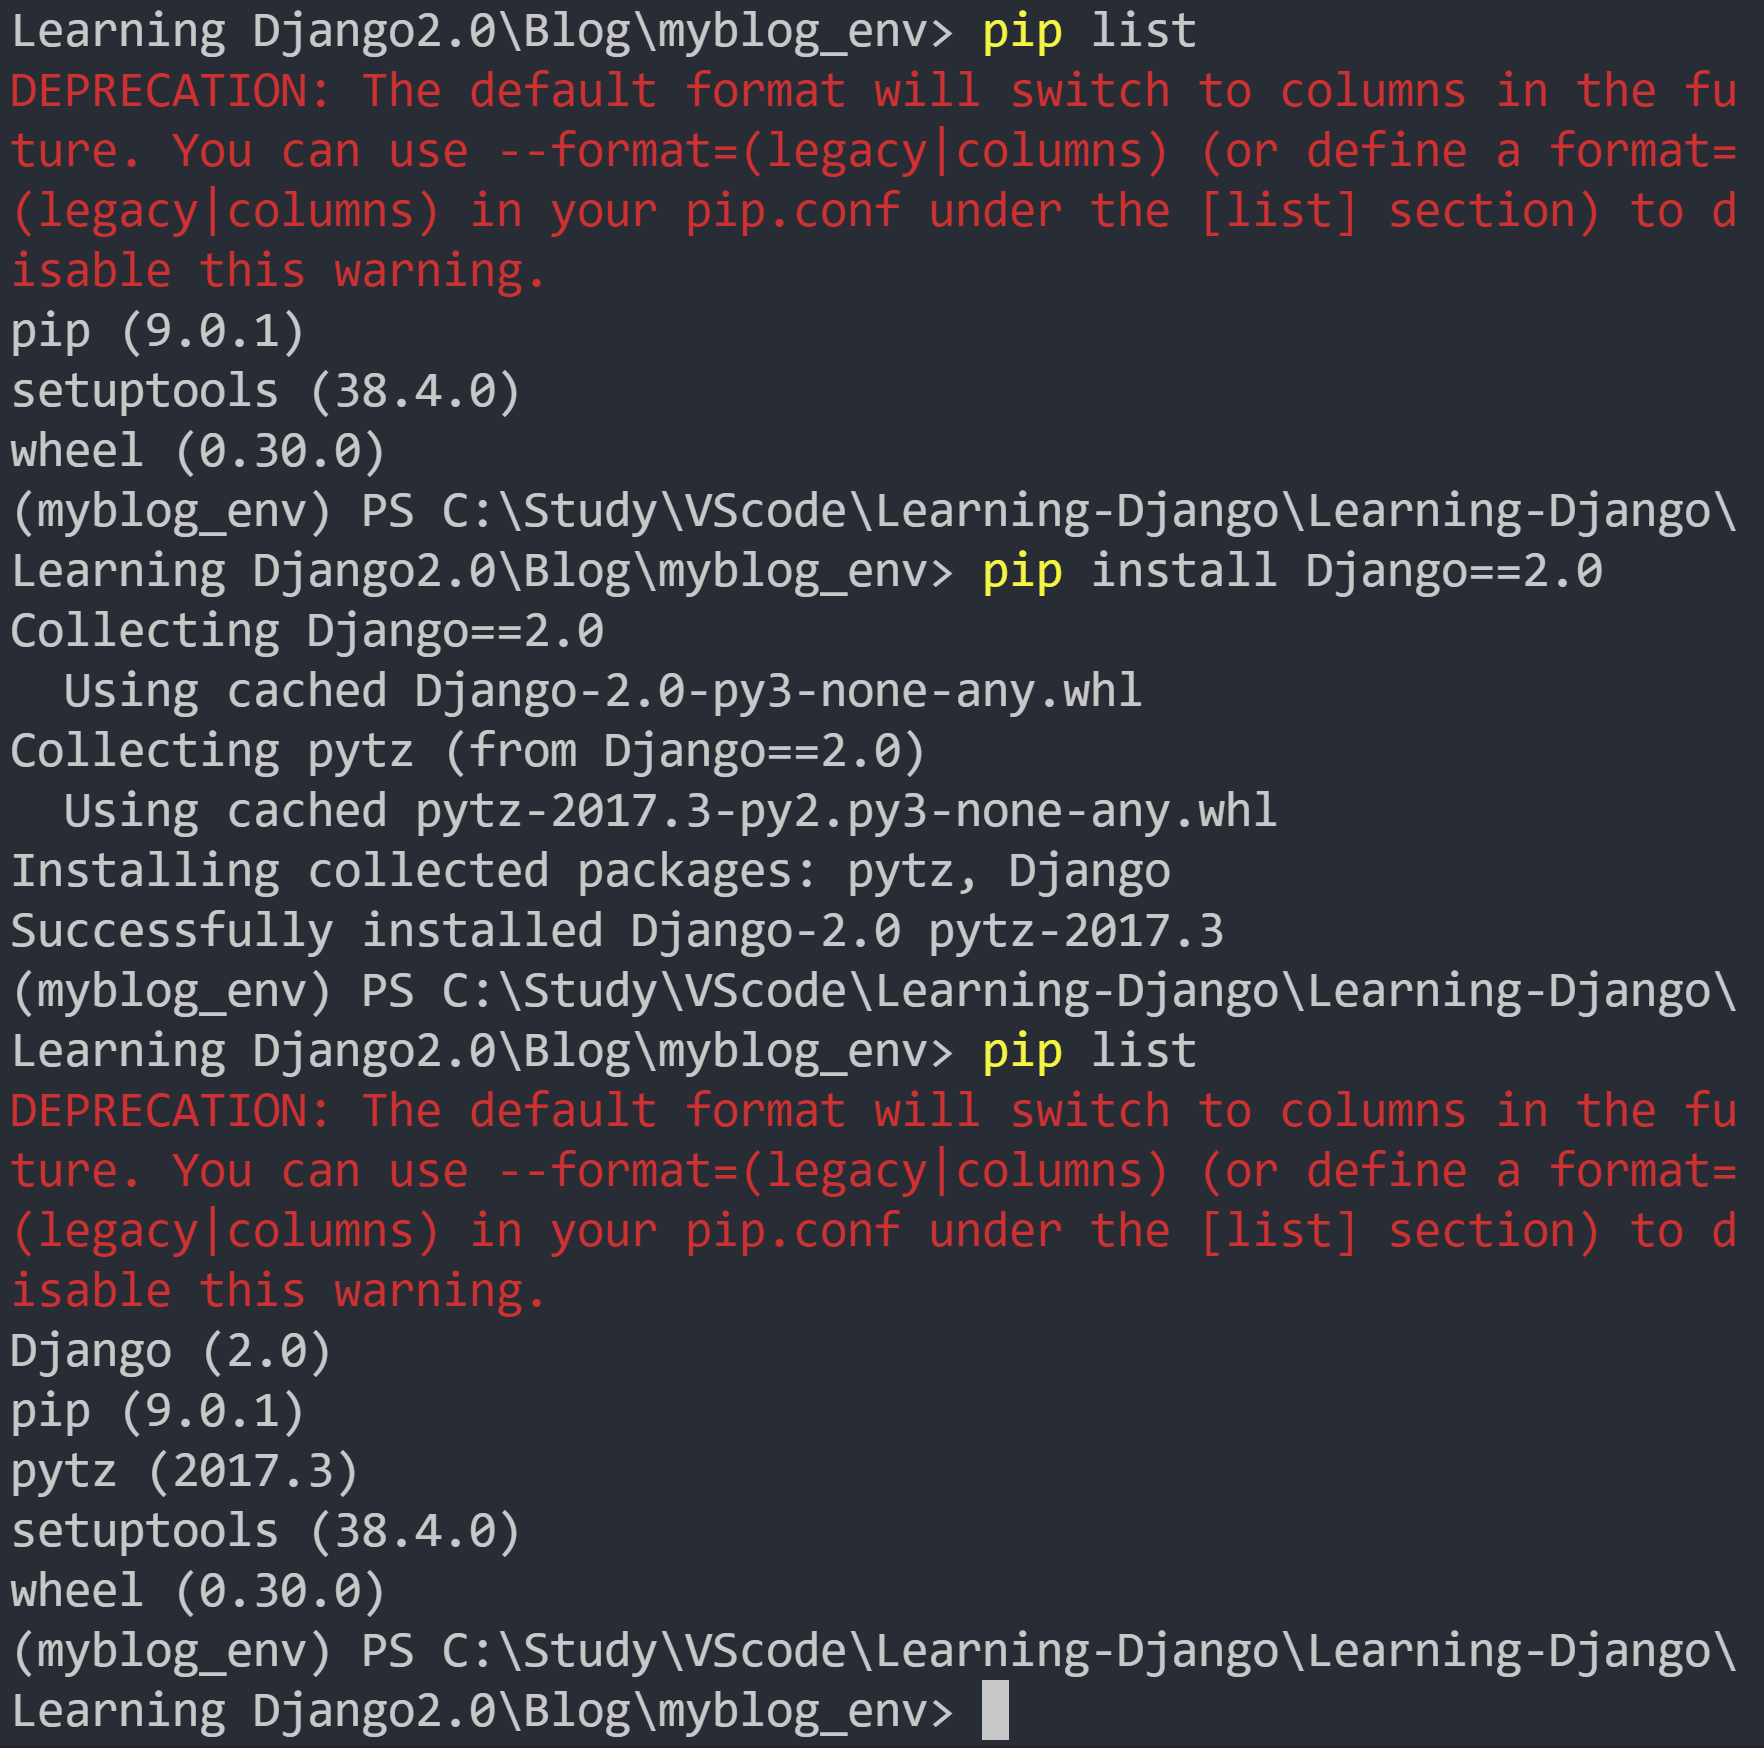 Learning Django2.0\Blog\myblog_env> pip list
DEPRECATION: The default format will switch to columns in the fu
ture. You can use --format=(legacy|columns) (or define a format=
(legacy|columns) in your pip.conf under the [list] section) to d
isable this warning.
pip (9.0.1)
setuptools (38.4.0)
wheel (0.30.0)
(myblog_env) PS C:\Study\VScode\Learning-Django\Learning-Django\
Learning Django2.0\Blog\myblog_env> pip install Django==2.0
Collecting Django==2.0
  Using cached Django-2.0-py3-none-any.whl
Collecting pytz (from Django==2.0)
  Using cached pytz-2017.3-py2.py3-none-any.whl
Installing collected packages: pytz, Django
Successfully installed Django-2.0 pytz-2017.3
(myblog_env) PS C:\Study\VScode\Learning-Django\Learning-Django\
Learning Django2.0\Blog\myblog_env> pip list
DEPRECATION: The default format will switch to columns in the fu
ture. You can use --format=(legacy|columns) (or define a format=
(legacy|columns) in your pip.conf under the [list] section) to d
isable this warning.
Django (2.0)
pip (9.0.1)
pytz (2017.3)
setuptools (38.4.0)
wheel (0.30.0)
(myblog_env) PS C:\Study\VScode\Learning-Django\Learning-Django\
Learning Django2.0\Blog\myblog_env>